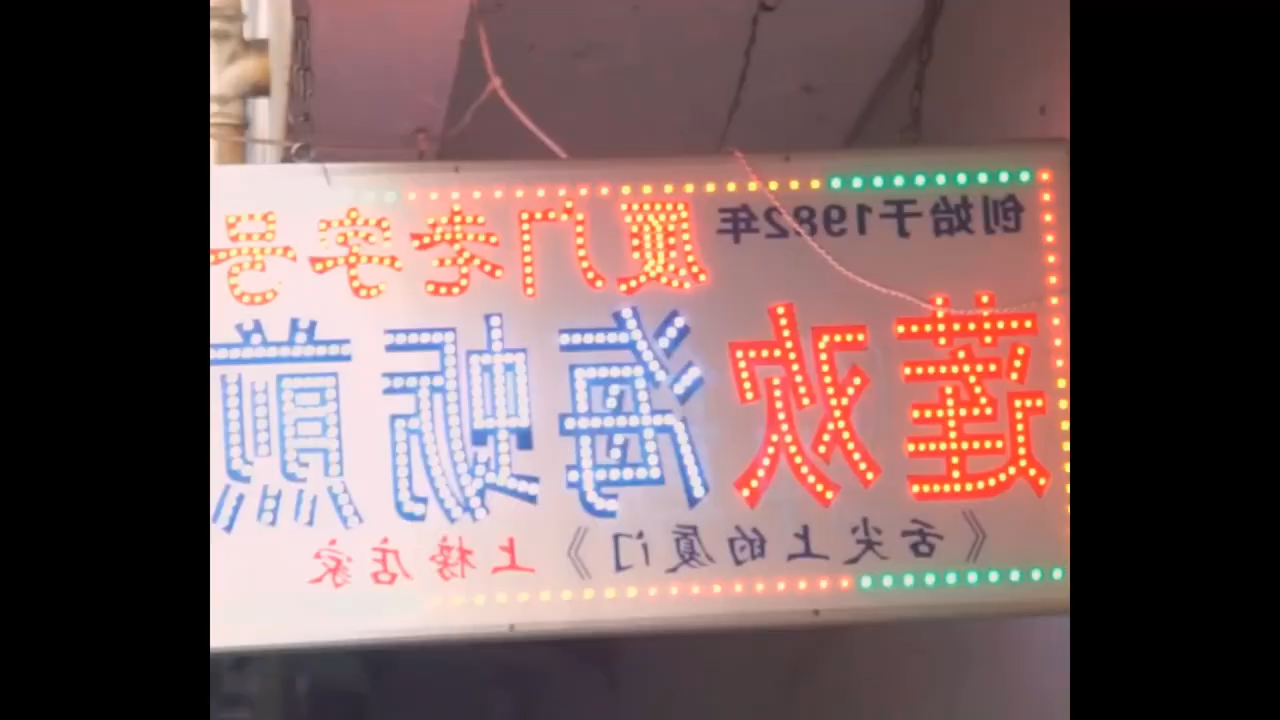 创始于1982年
厦门老字号
莲欢海蛎煎
《舌尖上的厦门》上榜店家